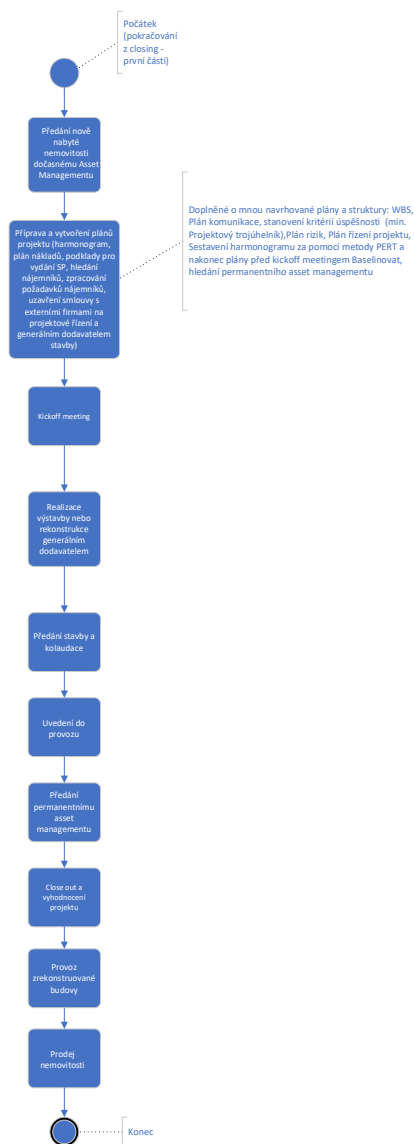 Počátek
(pokračování
z closing -
první části)
Předání nově
nabyté
nemovitosti
dočasnému Asset
Managementu
Příprava a vytvoření plánů
projektu (harmonogram,
plán nákladů, podklady pro
vydání SP, hledání
nájemníků, zpracování
požadavků nájemníků,
uzavření smlouvy s
externími firmami na
projektové řízení a
generálním dodavatelem
stavby)
Doplněné o mnou navrhované plány a struktury: WBS,
Plán komunikace, stanovení kritérií úspěšnosti  (min.
Projektový trojúhelník),Plán rizik, Plán řízení projektu,
Sestavení harmonogramu za pomocí metody PERT a
nakonec plány před kickoff meetingem Baselinovat,
hledání permanentního asset managementu
Kickoff meeting
Realizace
výstavby nebo
rekonstrukce
generálním
dodavatelem
Předání stavby a
kolaudace
Uvedení do
provozu
Předání
permanentnímu
asset
managementu
Close out a
vyhodnocení
projektu
Provoz
zrekonstruované
budovy
Prodej
nemovitosti
Konec